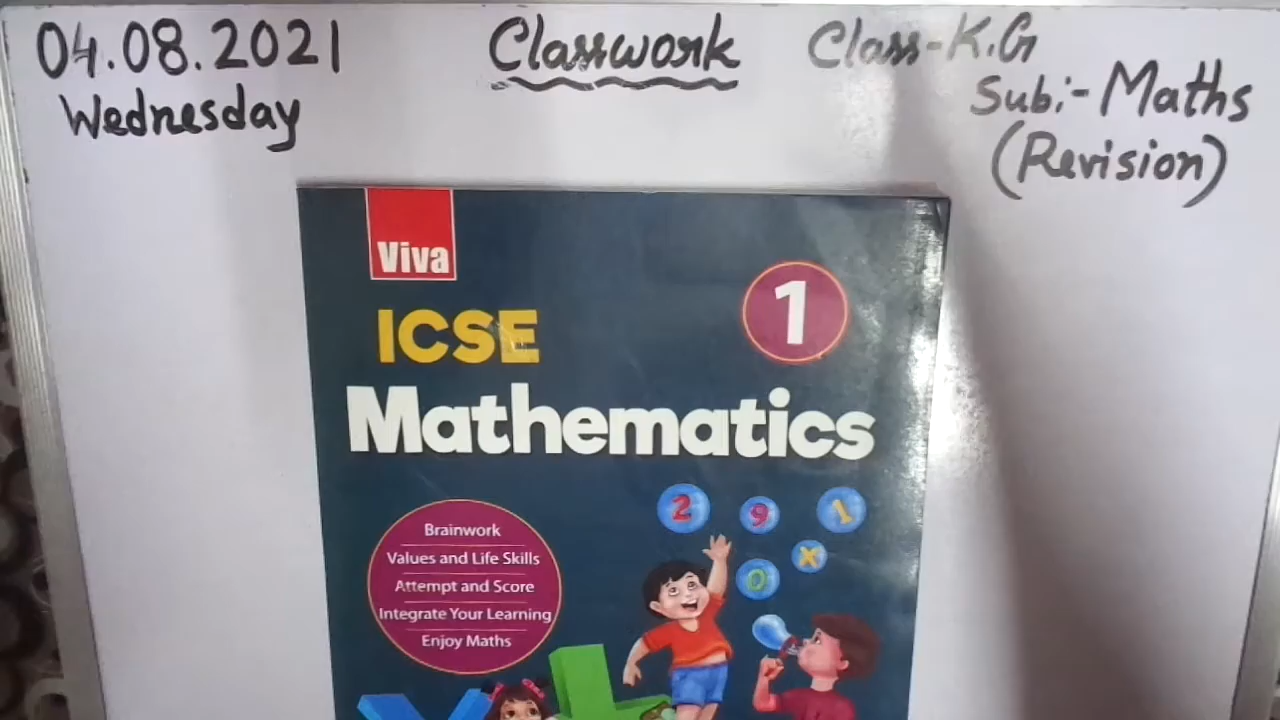 04.08.2021
Wednesday
Classwork
Class-K.G
Sub:- Maths
(Revision)
Viva
ICSE
1
Mathematics
Brainwork
Values and Life Skills
Attempt and Score
Integrate Your Learning
Enjoy Maths
2 9 1
0 x